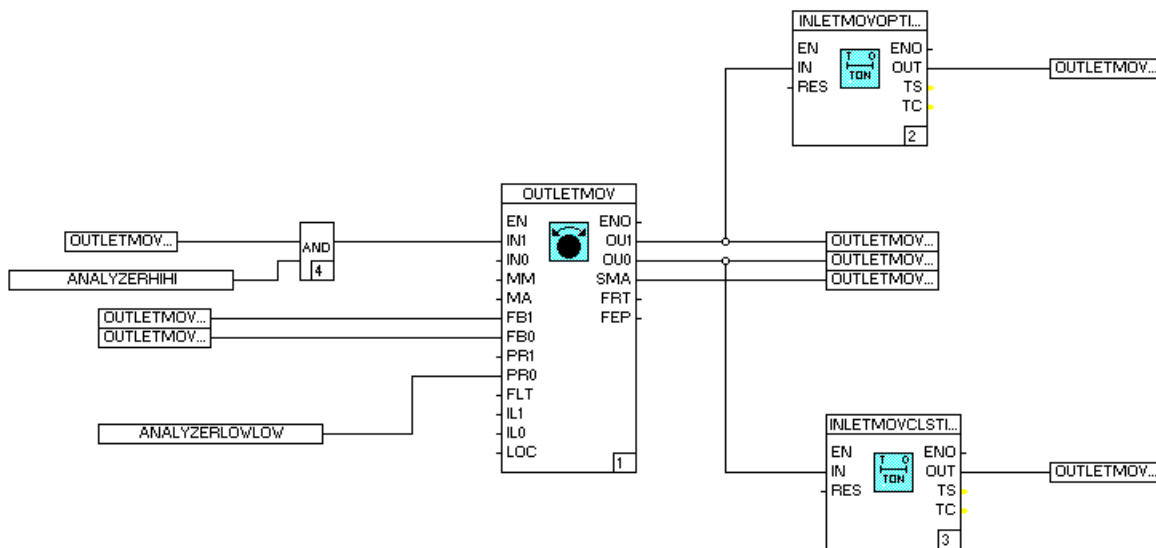 INLETMOVOPTI...
EN
ENO
IN
T O
TON
OUT
OUTLETMOV...
RES
TS
TC
2
OUTLETMOV
EN
ENO
OUTLETMOV...
AND
IN1
OU1
OUTLETMOV...
IN0
OU0
OUTLETMOV...
4
ANALYZERHIHI
MM
SMA
OUTLETMOV...
MA
FRT
OUTLETMOV...
FB1
FEP
OUTLETMOV...
FB0
PR1
PR0
FLT
IL1
ANALYZERLOWLOW
IL0
LOC
1
INLETMOVCLSTI...
EN
ENO
IN
T O
TON
OUT
OUTLETMOV...
RES
TS
TC
3